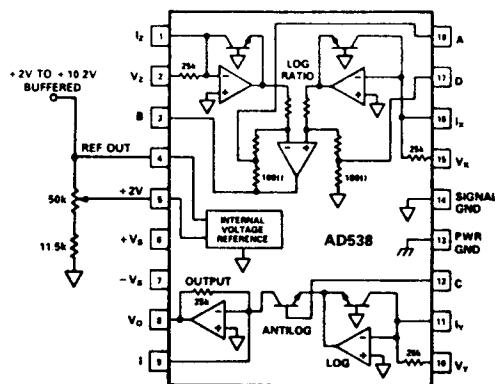 +2V TO +10.2V
BUFFERED
50k
11.5k
I_Z
1
25k
V_Z
2
B
3
REF OUT
4
+2V
5
+V_S
6
-V_S
7
V_O
8
I
9
LOG
RATIO
100Ω
100Ω
INTERNAL
VOLTAGE
REFERENCE
AD538
OUTPUT
25k
ANTILOG
LOG
18
A
17
D
16
I_X
25k
15
V_X
14
SIGNAL
GND
13
PWR
GND
12
C
11
I_Y
25k
10
V_Y